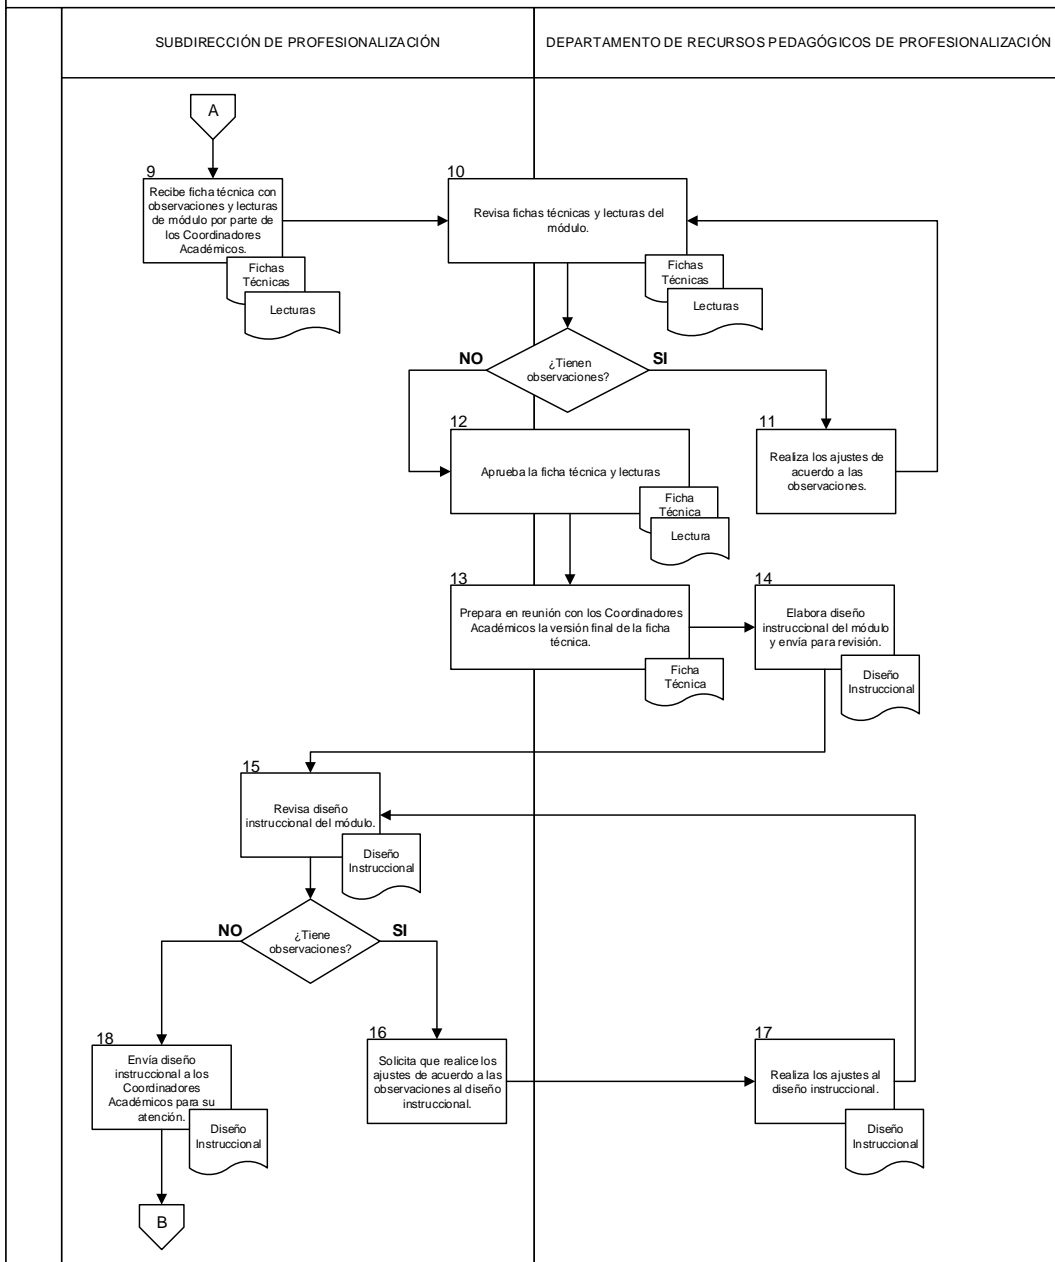 SUBDIRECCIÓN DE PROFESIONALIZACIÓN
DEPARTAMENTO DE RECURSOS PEDAGÓGICOS DE PROFESIONALIZACIÓN
A
9
Recibe ficha técnica con
observaciones y lecturas
de módulo por parte de
los Coordinadores
Académicos.
Fichas
Técnicas
Lecturas
10
Revisa fichas técnicas y lecturas del
módulo.
Fichas
Técnicas
Lecturas
¿Tienen
observaciones?
NO
SI
11
Realiza los ajustes de
acuerdo a las
observaciones.
12
Aprueba la ficha técnica y lecturas
Ficha
Técnica
Lectura
13
Prepara en reunión con los Coordinadores
Académicos la versión final de la ficha
técnica.
Ficha
Técnica
14
Elabora diseño
instruccional del módulo
y envía para revisión.
Diseño
Instruccional
15
Revisa diseño
instruccional del módulo.
Diseño
Instruccional
¿Tiene
observaciones?
NO
SI
18
Envía diseño
instruccional a los
Coordinadores
Académicos para su
atención.
Diseño
Instruccional
16
Solicita que realice los
ajustes de acuerdo a las
observaciones al diseño
instruccional.
17
Realiza los ajustes al
diseño instruccional.
Diseño
Instruccional
B